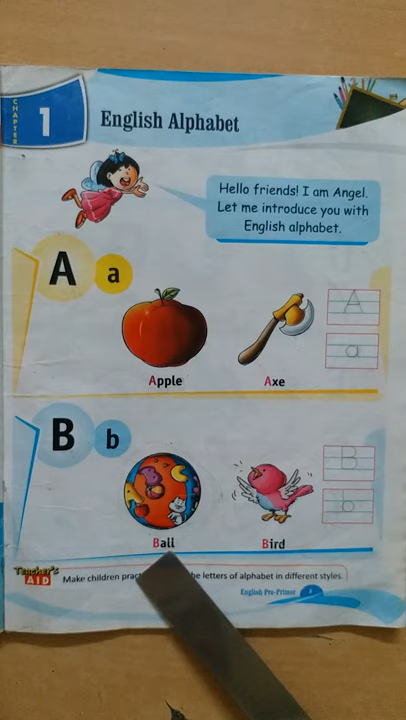 CHAPTER
1
English Alphabet
Hello friends! I am Angel.
Let me introduce you with
English alphabet.
A a
A
a
Apple
Axe
B b
B
b
Ball
Bird
Teacher's
AID
Make children prac he letters of alphabet in different styles.
English Pre-Primer